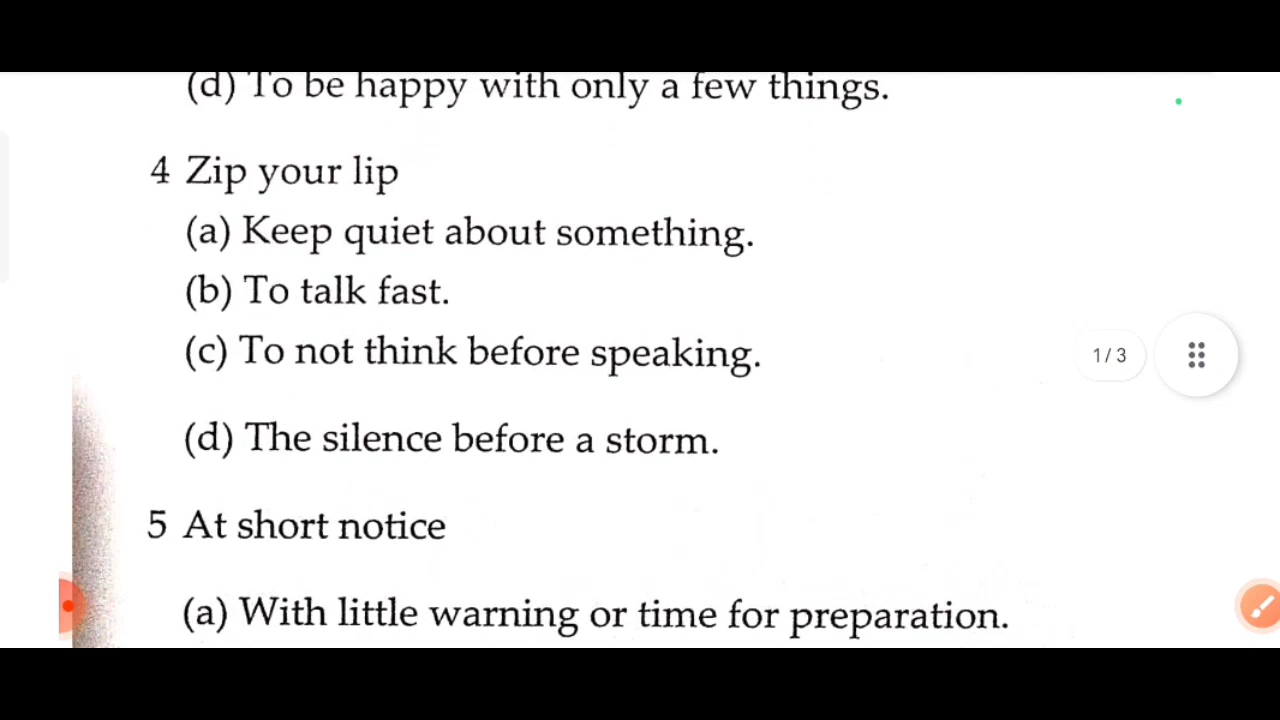 (d) To be happy with only a few things.
4 Zip your lip
(a) Keep quiet about something.
(b) To talk fast.
(c) To not think before speaking.
1/3
(d) The silence before a storm.
5 At short notice
(a) With little warning or time for preparation.